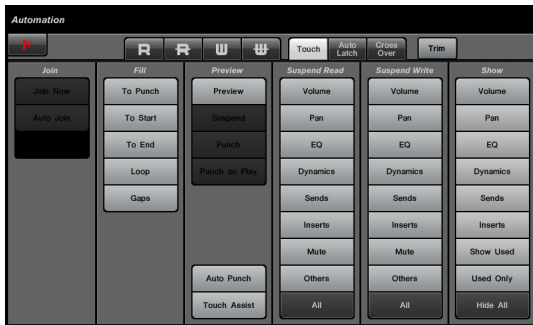 Automation
R R W W Touch Auto Latch Cross Over Trim
Join Fill Preview Suspend Read Suspend Write Show
Join Now To Punch Preview Volume Volume Volume
Auto Join To Start Suspend Pan Pan Pan
To End Punch EQ EQ EQ
Loop Punch on Play Dynamics Dynamics Dynamics
Gaps Sends Sends Sends
Inserts Inserts Inserts
Mute Mute Show Used
Auto Punch Others Others Used Only
Touch Assist All All Hide All